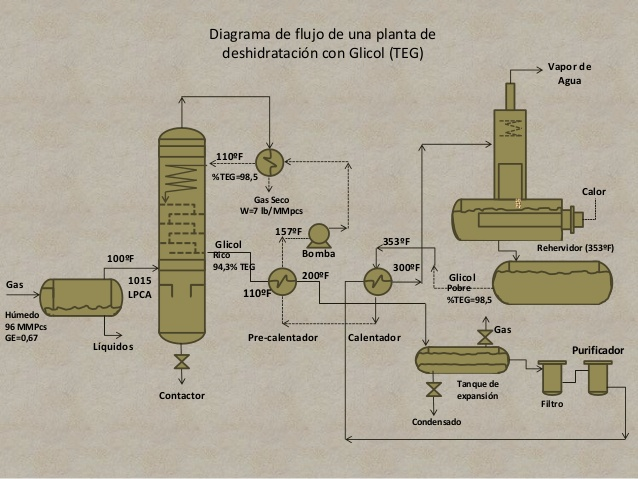 Diagrama de flujo de una planta de
deshidratación con Glicol (TEG)
Vapor de
Agua
110ºF
%TEG=98,5
Gas Seco
W=7 lb/MMpcs
Calor
157ºF
Bomba
353ºF
Rehervidor (353ºF)
Glicol
Rico
94,3% TEG
100ºF
1015
LPCA
Gas
Húmedo
96 MMPcs
GE=0,67
Líquidos
110ºF
200ºF
300ºF
Glicol
Pobre
%TEG=98,5
Pre-calentador
Calentador
Gas
Purificador
Tanque de
expansión
Filtro
Contactor
Condensado